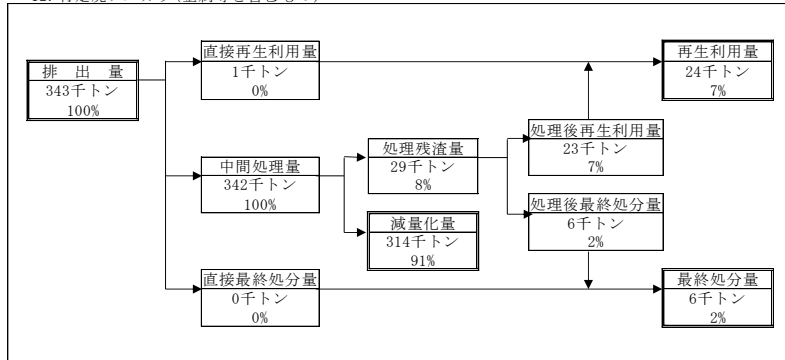 直接再生利用量
1千トン
0%
再生利用量
24千トン
7%
排 出 量
343千トン
100%
処理後再生利用量
23千トン
7%
処理残渣量
29千トン
8%
中間処理量
342千トン
100%
処理後最終処分量
6千トン
2%
減量化量
314千トン
91%
直接最終処分量
0千トン
0%
最終処分量
6千トン
2%